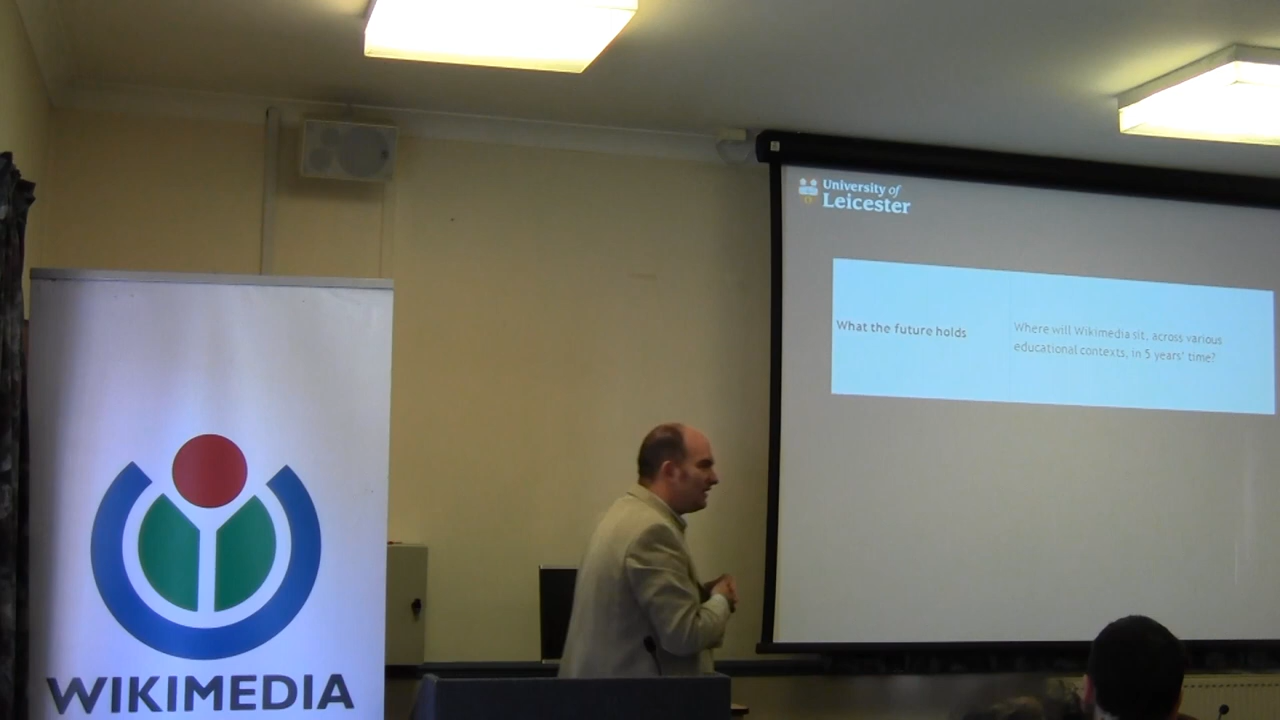 University of
Leicester
What the future holds
Where will Wikimedia sit, across various
educational contexts, in 5 years' time?
WIKIMEDIA